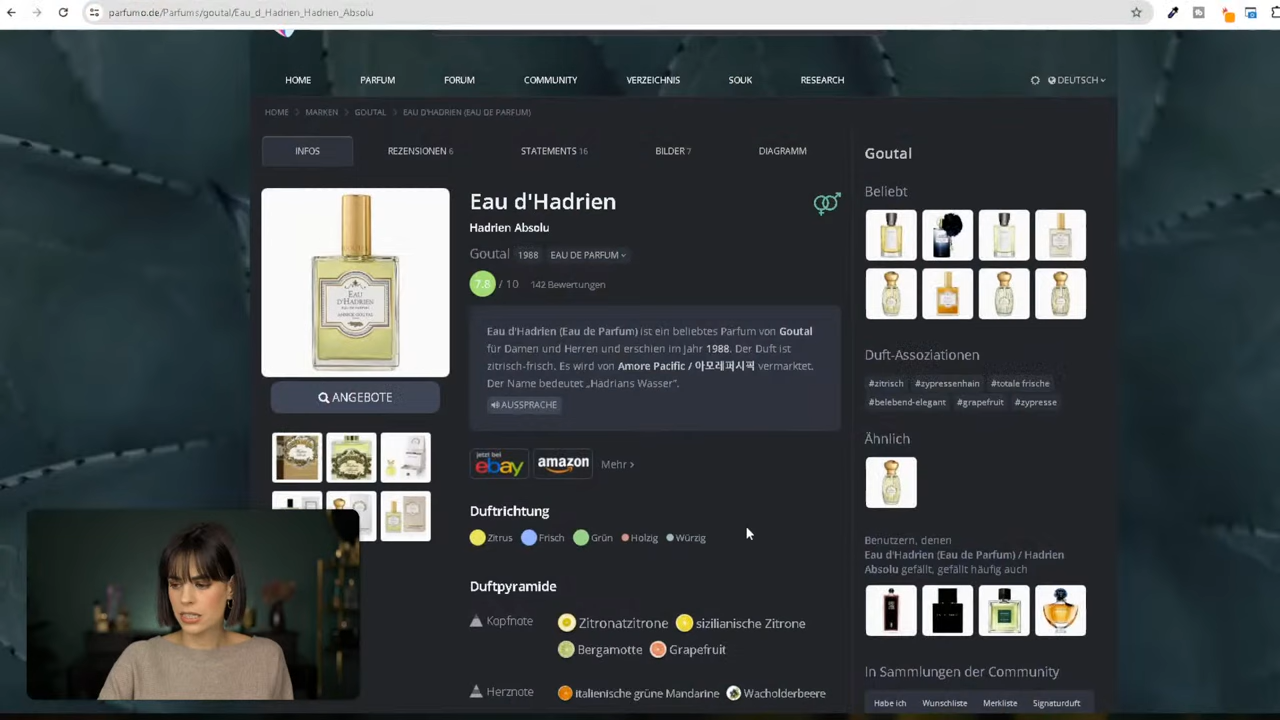 parfumo.de/Parfums/goutal/Eau_d_Hadrien_Hadrien_Absolu
HOME
PARFUM
FORUM
COMMUNITY
VERZEICHNIS
SOUK
RESEARCH
DEUTSCH
HOME > MARKEN > GOUTAL > EAU D'HADRIEN (EAU DE PARFUM)
INFOS
REZENSIONEN 6
STATEMENTS 16
BILDER 7
DIAGRAMM
EAU
D'HADRIEN
Eau d'Hadrien
Hadrien Absolu
Goutal 1988 EAU DE PARFUM
7.8 / 10 142 Bewertungen
Eau d'Hadrien (Eau de Parfum) ist ein beliebtes Parfum von Goutal
für Damen und Herren und erschien im Jahr 1988. Der Duft ist
zitrisch-frisch. Es wird von Amore Pacific / 아모레퍼시픽 vermarktet.
Der Name bedeutet „Hadrians Wasser".
AUSSPRACHE
ANGEBOTE
jetzt bei
ebay
amazon
Mehr >
Duftrichtung
Zitrus Frisch Grün Holzig Würzig
Duftpyramide
Kopfnote
Zitronatzitrone sizilianische Zitrone
Bergamotte Grapefruit
Herznote
italienische grüne Mandarine Wacholderbeere
Goutal
Beliebt
Duft-Assoziationen
#zitrisch #zypressenhain #totale frische
#belebend-elegant #grapefruit #zypresse
Ähnlich
Benutzern, denen
Eau d'Hadrien (Eau de Parfum) / Hadrien
Absolu gefällt, gefällt häufig auch
In Sammlungen der Community
Habe ich Wunschliste Merkliste Signaturduft